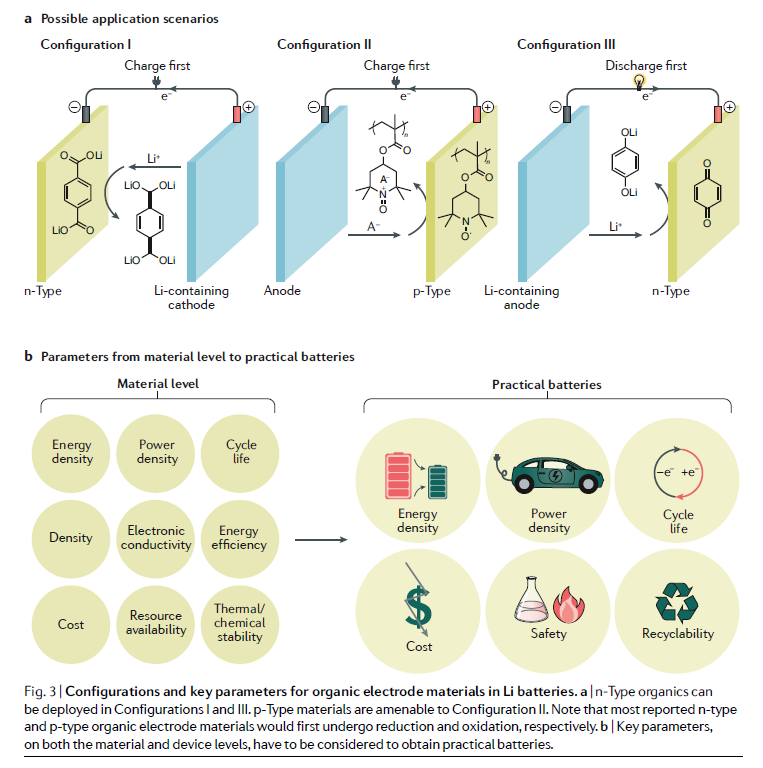 a Possible application scenarios
Configuration I
Configuration II
Configuration III
Charge first
Charge first
Discharge first
e⁻
e⁻
e⁻
O
OLi
LiO
O
Li⁺
LiO
OLi
LiO
OLi
n
O
O
A⁻
N
+
O
A⁻
n
O
O
N
O•
OLi
OLi
Li⁺
O
O
n-Type
Li-containing
cathode
Anode
p-Type
Li-containing
anode
n-Type
b Parameters from material level to practical batteries
Material level
Practical batteries
Energy
density
Power
density
Cycle
life
Density
Electronic
conductivity
Energy
efficiency
Cost
Resource
availability
Thermal/
chemical
stability
Energy
density
Power
density
–e⁻ +e⁻
Cycle
life
$
Cost
Safety
Recyclability
Fig. 3 | Configurations and key parameters for organic electrode materials in Li batteries. a | n-Type organics can
be deployed in Configurations I and III. p-Type materials are amenable to Configuration II. Note that most reported n-type
and p-type organic electrode materials would first undergo reduction and oxidation, respectively. b | Key parameters,
on both the material and device levels, have to be considered to obtain practical batteries.